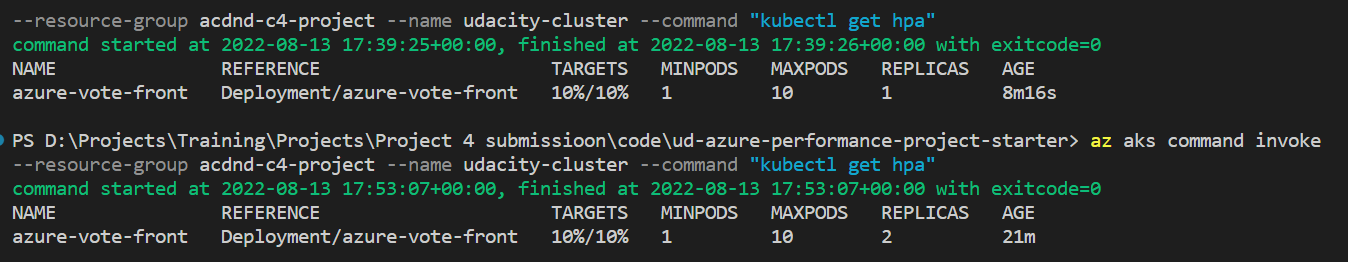 --resource-group acdnd-c4-project --name udacity-cluster --command "kubectl get hpa"
command started at 2022-08-13 17:39:25+00:00, finished at 2022-08-13 17:39:26+00:00 with exitcode=0
NAME REFERENCE TARGETS MINPODS MAXPODS REPLICAS AGE
azure-vote-front Deployment/azure-vote-front 10%/10% 1 10 1 8m16s
PS D:\Projects\Training\Projects\Project 4 submissioon\code\ud-azure-performance-project-starter> az aks command invoke
--resource-group acdnd-c4-project --name udacity-cluster --command "kubectl get hpa"
command started at 2022-08-13 17:53:07+00:00, finished at 2022-08-13 17:53:07+00:00 with exitcode=0
NAME REFERENCE TARGETS MINPODS MAXPODS REPLICAS AGE
azure-vote-front Deployment/azure-vote-front 10%/10% 1 10 2 21m